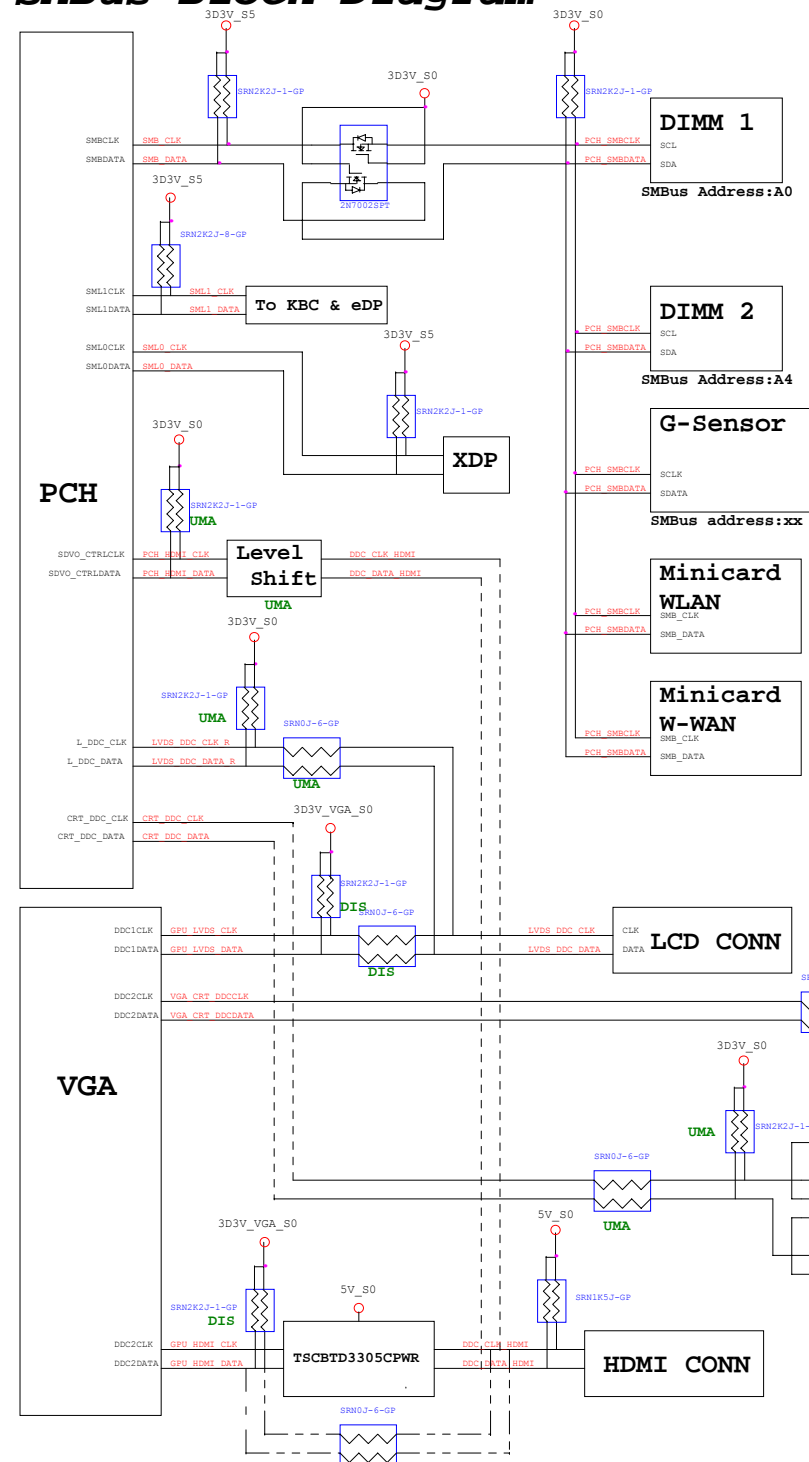 SMBus Block Diagram
3D3V_S5
3D3V_S0
SRN2K2J-1-GP
3D3V_S0
SRN2K2J-1-GP
DIMM 1
SMBCLK
SMB_CLK
PCH_SMBCLK
SCL
SMBDATA
SMB_DATA
PCH_SMBDATA
SDA
2N7002SPT
SMBus Address:A0
3D3V_S5
SRN2K2J-8-GP
SML1CLK
SML1_CLK
To KBC & eDP
SML1DATA
SML1_DATA
DIMM 2
PCH_SMBCLK
SCL
PCH_SMBDATA
SDA
SMBus Address:A4
3D3V_S5
SML0CLK
SML0_CLK
SML0DATA
SML0_DATA
SRN2K2J-1-GP
XDP
G-Sensor
PCH_SMBCLK
SCLK
PCH_SMBDATA
SDATA
SMBus address:xx
3D3V_S0
PCH
SRN2K2J-1-GP
UMA
SDVO_CTRLCLK
PCH_HDMI_CLK
Level
Shift
DDC_CLK_HDMI
SDVO_CTRLDATA
PCH_HDMI_DATA
DDC_DATA_HDMI
UMA
Minicard
WLAN
PCH_SMBCLK
SMB_CLK
PCH_SMBDATA
SMB_DATA
3D3V_S0
SRN2K2J-1-GP
UMA
SRN0J-6-GP
Minicard
W-WAN
PCH_SMBCLK
SMB_CLK
PCH_SMBDATA
SMB_DATA
L_DDC_CLK
LVDS_DDC_CLK_R
L_DDC_DATA
LVDS_DDC_DATA_R
UMA
3D3V_VGA_S0
CRT_DDC_CLK
CRT_DDC_CLK
CRT_DDC_DATA
CRT_DDC_DATA
SRN2K2J-1-GP
DIS
SRN0J-6-GP
DDC1CLK
GPU_LVDS_CLK
LVDS_DDC_CLK
CLK
LCD CONN
DDC1DATA
GPU_LVDS_DATA
LVDS_DDC_DATA
DATA
DIS
DDC2CLK
VGA_CRT_DDCCLK
DDC2DATA
VGA_CRT_DDCDATA
VGA
3D3V_S0
UMA
SRN2K2J-1-
SRN0J-6-GP
UMA
3D3V_VGA_S0
5V_S0
5V_S0
SRN2K2J-1-GP
DIS
SRN1K5J-GP
DDC2CLK
GPU_HDMI_CLK
TSCBTD3305CPWR
DDC_CLK_HDMI
HDMI CONN
DDC2DATA
GPU_HDMI_DATA
DDC_DATA_HDMI
SRN0J-6-GP